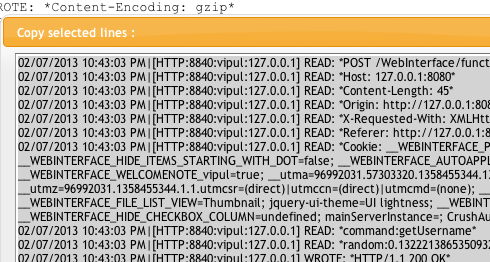 ROTE: *Content-Encoding: gzip*
Copy selected lines :
02/07/2013 10:43:03 PM|[HTTP:8840:vipul:127.0.0.1] READ: *POST /WebInterface/funct
02/07/2013 10:43:03 PM|[HTTP:8840:vipul:127.0.0.1] READ: *Host: 127.0.0.1:8080*
02/07/2013 10:43:03 PM|[HTTP:8840:vipul:127.0.0.1] READ: *Content-Length: 45*
02/07/2013 10:43:03 PM|[HTTP:8840:vipul:127.0.0.1] READ: *Origin: http://127.0.0.1:808
02/07/2013 10:43:03 PM|[HTTP:8840:vipul:127.0.0.1] READ: *X-Requested-With: XMLHtt
02/07/2013 10:43:03 PM|[HTTP:8840:vipul:127.0.0.1] READ: *Referer: http://127.0.0.1:8
02/07/2013 10:43:03 PM|[HTTP:8840:vipul:127.0.0.1] READ: *Cookie: __WEBINTERFACE_P
__WEBINTERFACE_HIDE_ITEMS_STARTING_WITH_DOT=false; __WEBINTERFACE_AUTOAPPL
__WEBINTERFACE_WELCOMENOTE_vipul=true; __utma=96992031.57303320.1358455344.1
__utmz=96992031.1358455344.1.1.utmcsr=(direct)|utmccn=(direct)|utmcmd=(none); __
__WEBINTERFACE_FILE_LIST_VIEW=Thumbnail; jquery-ui-theme=UI lightness; __WEBINT
__WEBINTERFACE_HIDE_CHECKBOX_COLUMN=undefined; mainServerInstance=; CrushAu
02/07/2013 10:43:03 PM|[HTTP:8840:vipul:127.0.0.1] READ: *command:getUsername*
02/07/2013 10:43:03 PM|[HTTP:8840:vipul:127.0.0.1] READ: *random:0.132221386535093
02/07/2013 10:43:03 PM|[HTTP:8840:vipul:127.0.0.1] WROTE: *HTTP/1.1 200 OK*